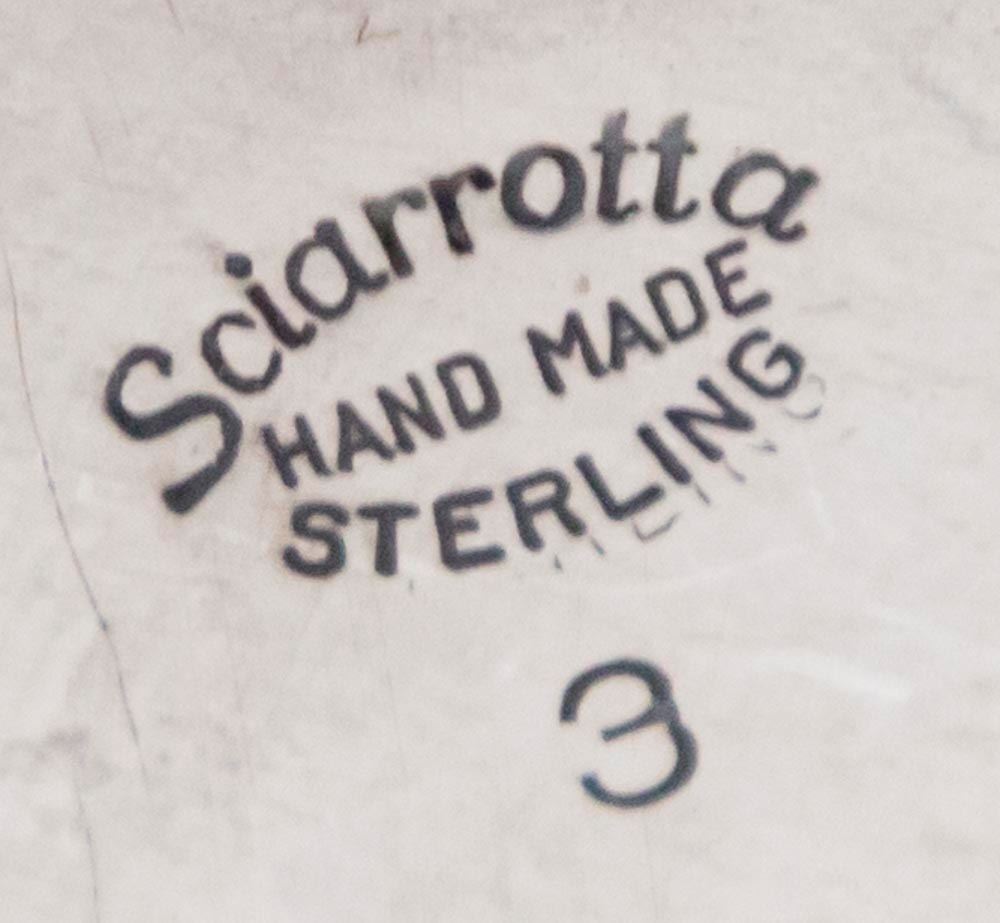 Sciarrotta
HAND MADE
STERLING
3